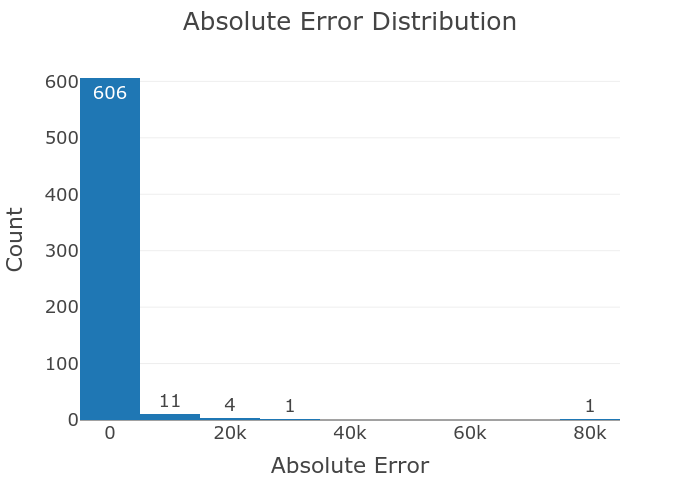 Absolute Error Distribution
Count
600
500
400
300
200
100
0
606
11
4
1
1
0
20k
40k
60k
80k
Absolute Error